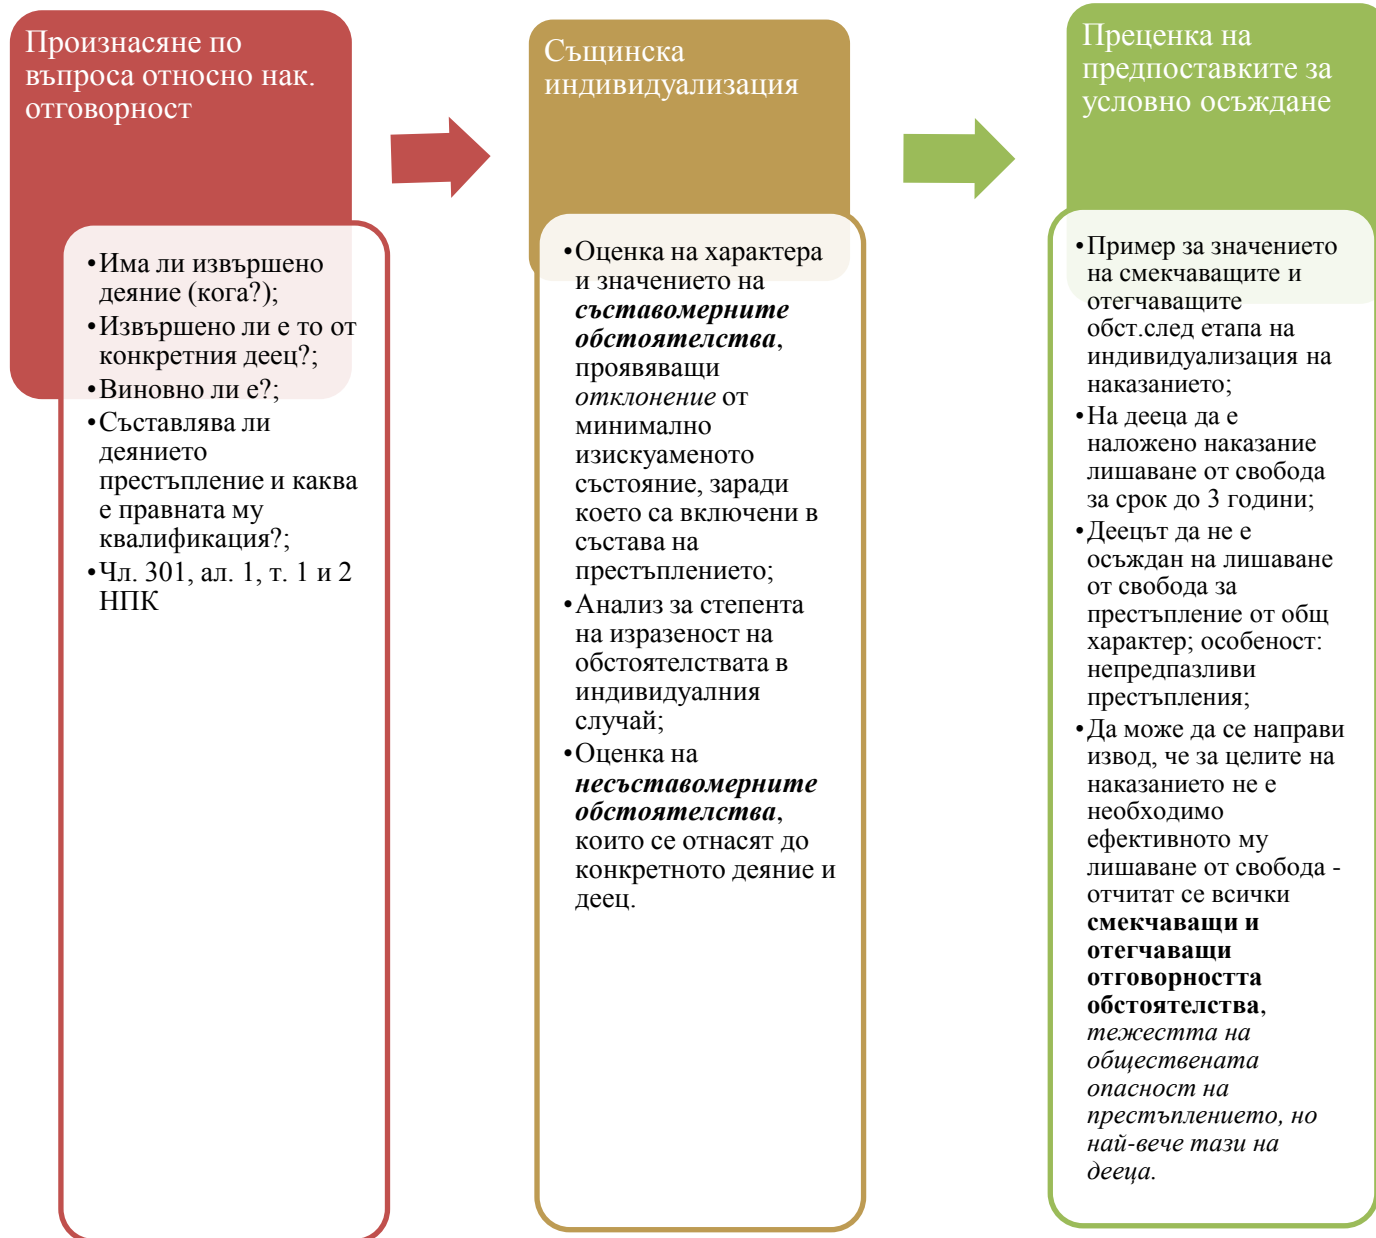 Произнасяне по
въпроса относно нак.
отговорност
•Има ли извършено
деяние (кога?);
•Извършено ли е то от
конкретния деец?;
•Виновно ли е?;
•Съставлява ли
деянието
престъпление и каква
е правната му
квалификация?;
•Чл. 301, ал. 1, т. 1 и 2
НПК
Същинска
индивидуализация
•Оценка на характера
и значението на
съставомерните
обстоятелства,
проявяващи
отклонение от
минимално
изискуаменото
състояние, заради
което са включени в
състава на
престъплението;
•Анализ за степента
на изразеност на
обстоятелствата в
индивидуалния
случай;
•Оценка на
несъставомерните
обстоятелства,
които се отнасят до
конкретното деяние и
деец.
Преценка на
предпоставките за
условно осъждане
•Пример за значението
на смекчаващите и
отегчаващите
обст.след етапа на
индивидуализация на
наказанието;
•На дееца да е
наложено наказание
лишаване от свобода
за срок до 3 години;
•Деецът да не е
осъждан на лишаване
от свобода за
престъпление от общ
характер; особеност:
непредпазливи
престъпления;
•Да може да се направи
извод, че за целите на
наказанието не е
необходимо
ефективното му
лишаване от свобода -
отчитат се всички
смекчаващи и
отегчаващи
отговорността
обстоятелства,
тежестта на
обществената
опасност на
престъплението, но
най-вече тази на
дееца.